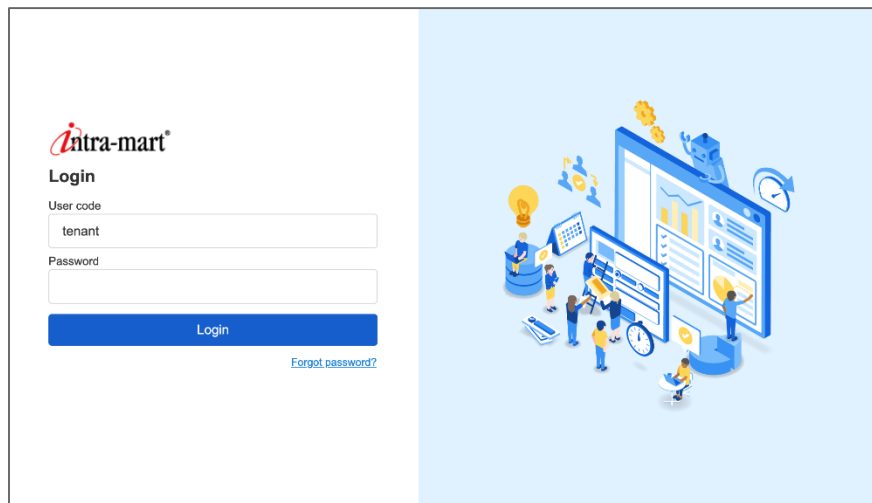 intra-mart®
Login
User code
tenant
Password
Login
Forgot password?